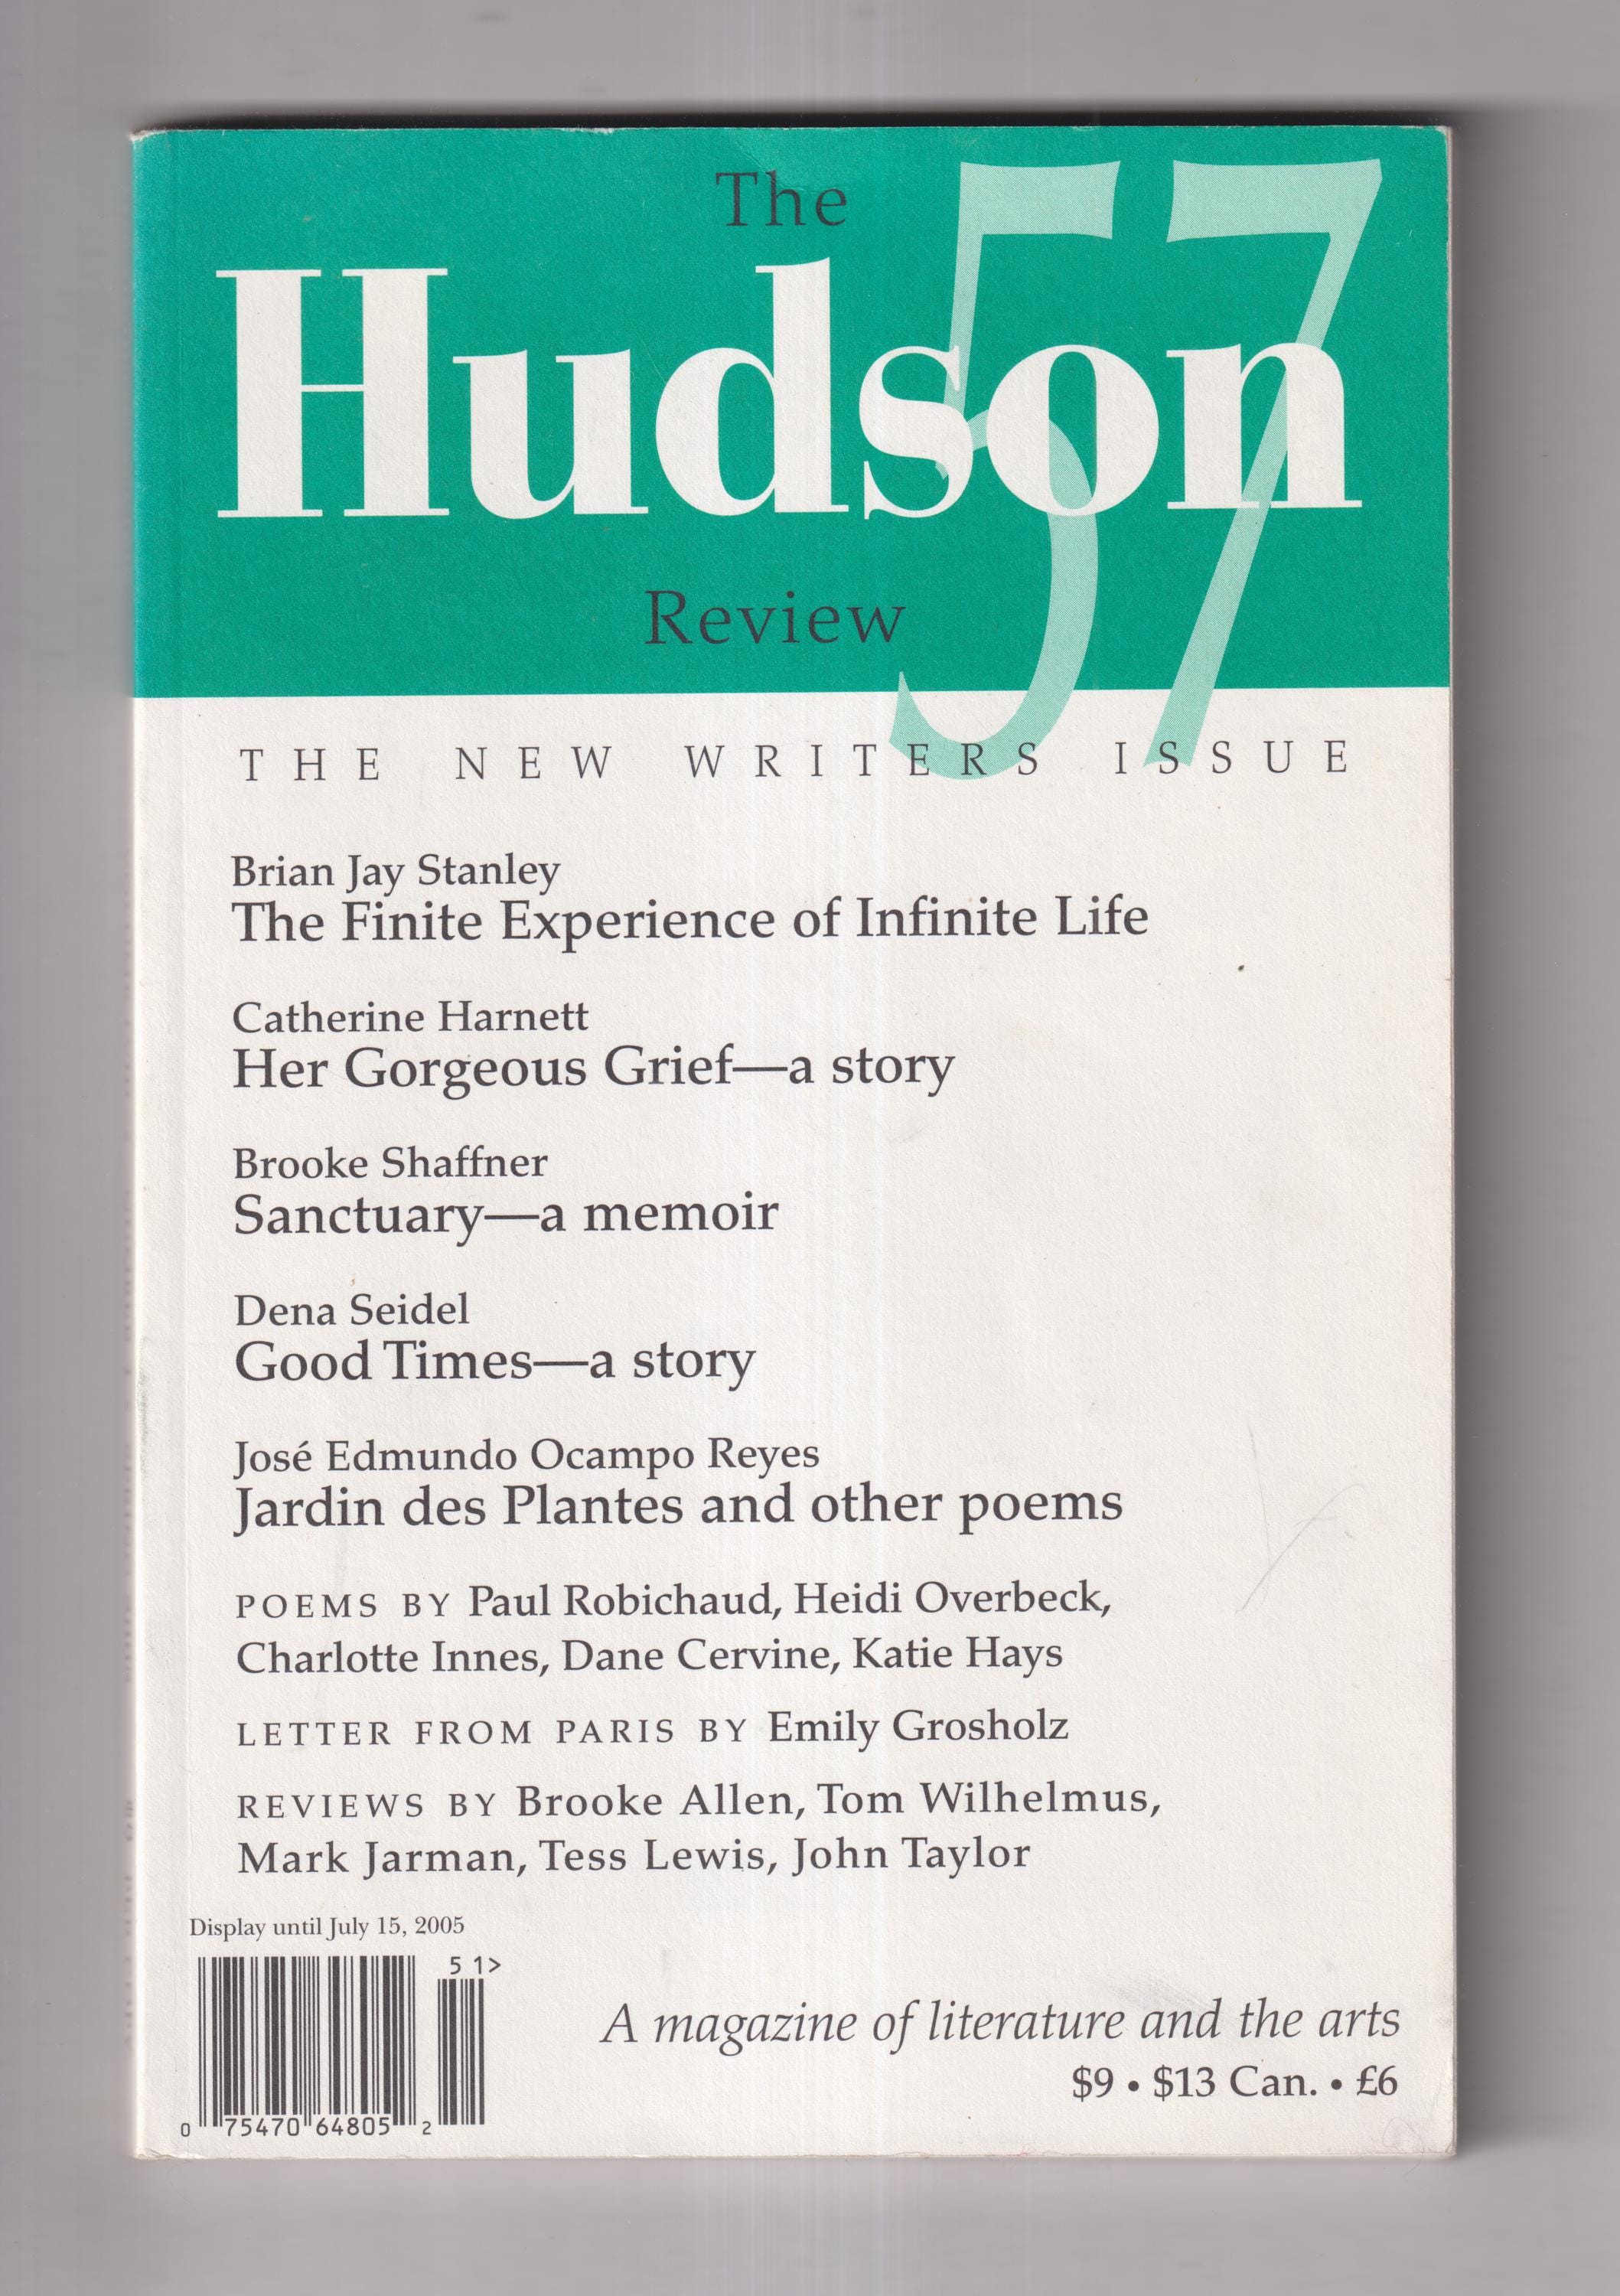 The
57
Hudson
Review
THE NEW WRITERS ISSUE
Brian Jay Stanley
The Finite Experience of Infinite Life
Catherine Harnett
Her Gorgeous Grief—a story
Brooke Shaffner
Sanctuary—a memoir
Dena Seidel
Good Times—a story
José Edmundo Ocampo Reyes
Jardin des Plantes and other poems
POEMS BY Paul Robichaud, Heidi Overbeck,
Charlotte Innes, Dane Cervine, Katie Hays
LETTER FROM PARIS BY Emily Grosholz
REVIEWS BY Brooke Allen, Tom Wilhelmus,
Mark Jarman, Tess Lewis, John Taylor
Display until July 15, 2005
5 1>
0 75470 64805 2
A magazine of literature and the arts
$9 • $13 Can. • £6